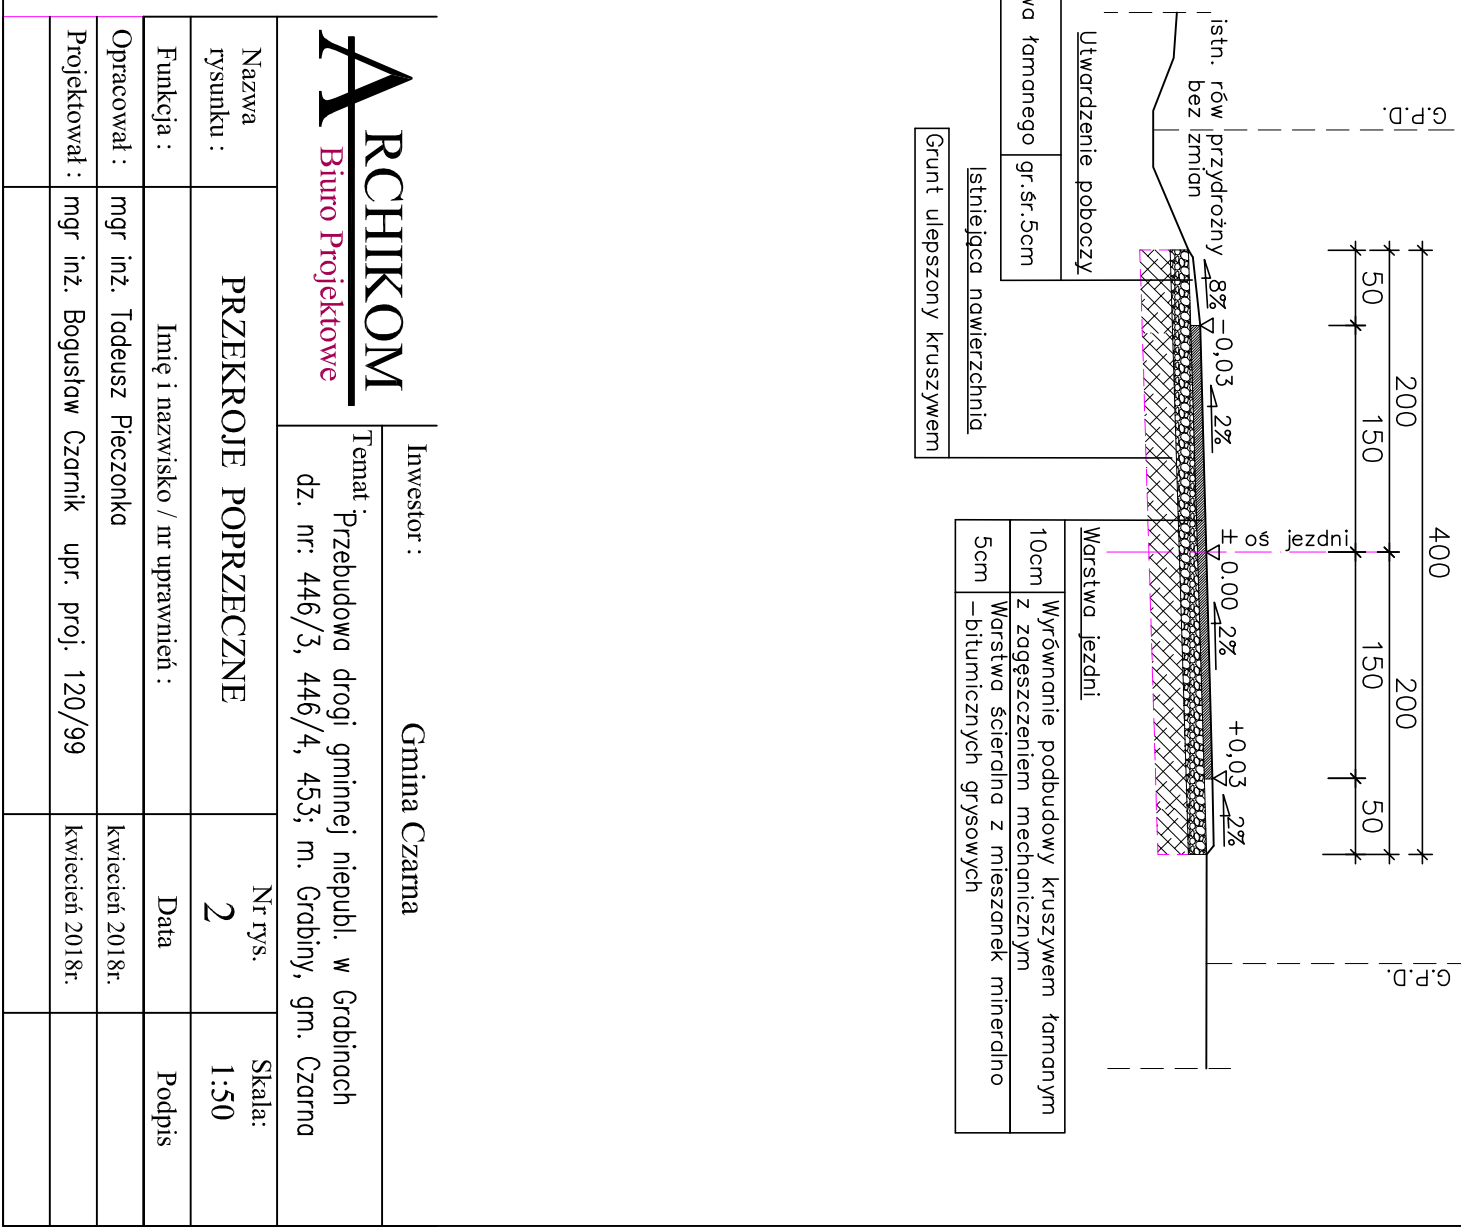 G.P.D.
G.P.D.
400
200
200
50
150
150
50
istn. rów przydrożny
bez zmian
8%
-0,03
2%
± oś jezdni
0.00
2%
+0,03
2%
Utwardzenie poboczy
łamanego
gr.śr.5cm
Istniejąca nawierzchnia
Grunt ulepszony kruszywem
Warstwa jezdni
10cm
Wyrównanie podbudowy kruszywem łamanym
z zagęszczeniem mechanicznym
5cm
Warstwa ścieralna z mieszanek mineralno
-bitumicznych grysowych
ARCHIKOM
Biuro Projektowe
Inwestor :
Gmina Czarna
Temat :
Przebudowa drogi gminnej niepubl. w Grabinach
dz. nr: 446/3, 446/4, 453; m. Grabiny, gm. Czarna
Nazwa
rysunku :
PRZEKROJE POPRZECZNE
Nr rys.
2
Skala:
1:50
Funkcja :
Imię i nazwisko / nr uprawnień :
Data
Podpis
Opracował :
mgr inż. Tadeusz Pieczonka
kwiecień 2018r.
Projektował :
mgr inż. Bogusław Czarnik upr. proj. 120/99
kwiecień 2018r.